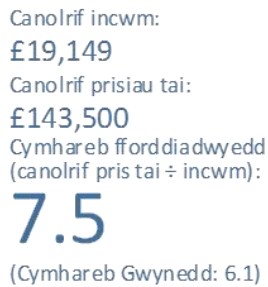 Canolrif incwm:
£19,149
Canolrif prisiau tai:
£143,500
Cymhareb fforddiadwyedd
(canolrif pris tai ÷ incwm):
7.5
(Cymhareb Gwynedd: 6.1)